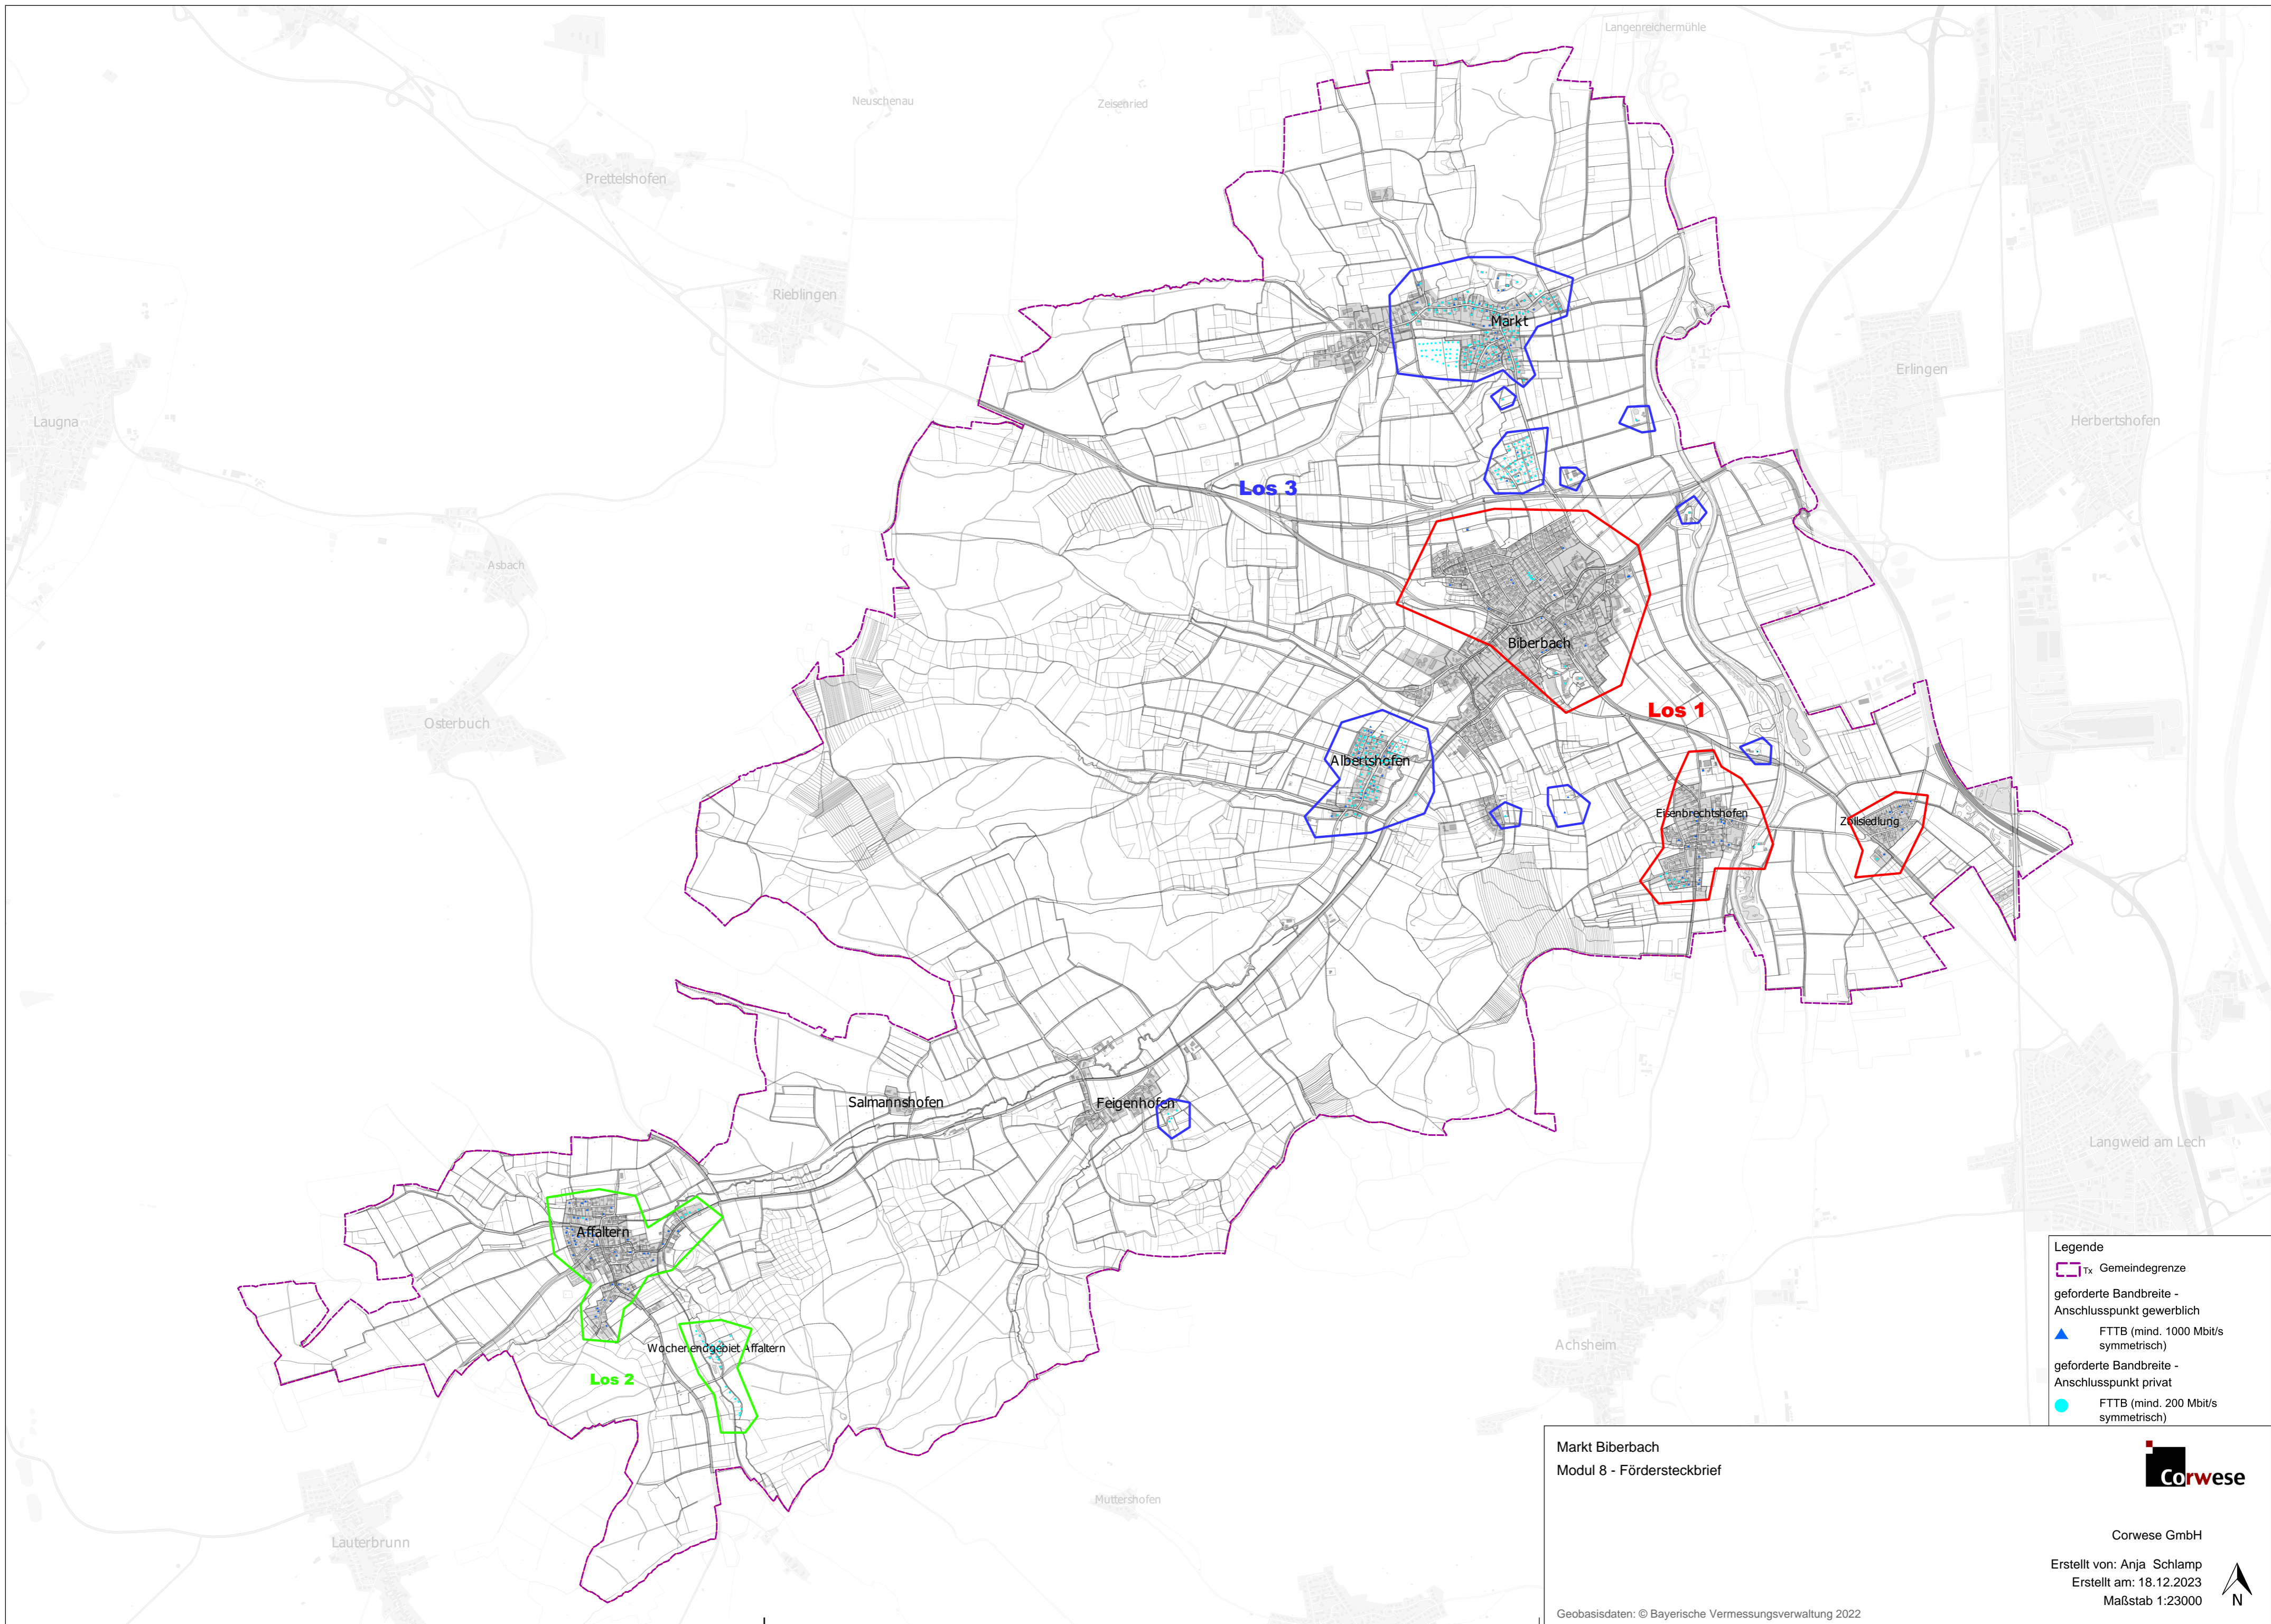 Langenreichermühle
Neuschenau
Zeisenried
Prettelshofen
Rieblingen
Markt
Erlingen
Laugna
Herbertshofen
Los 3
Asbach
Biberbach
Los 1
Osterbuch
Albertshofen
Eisenbrechtshofen
Zollsiedlung
Salmannshofen
Feigenhofen
Langweid am Lech
Affaltern
Wochenendgebiet Affaltern
Los 2
Achsheim
Muttershofen
Lauterbrunn
Legende
Tx Gemeindegrenze
geforderte Bandbreite -
Anschlusspunkt gewerblich
FTTB (mind. 1000 Mbit/s
symmetrisch)
geforderte Bandbreite -
Anschlusspunkt privat
FTTB (mind. 200 Mbit/s
symmetrisch)
Markt Biberbach
Modul 8 - Fördersteckbrief
Corwese
Corwese GmbH
Erstellt von: Anja Schlamp
Erstellt am: 18.12.2023
Maßstab 1:23000
N
Geobasisdaten: © Bayerische Vermessungsverwaltung 2022